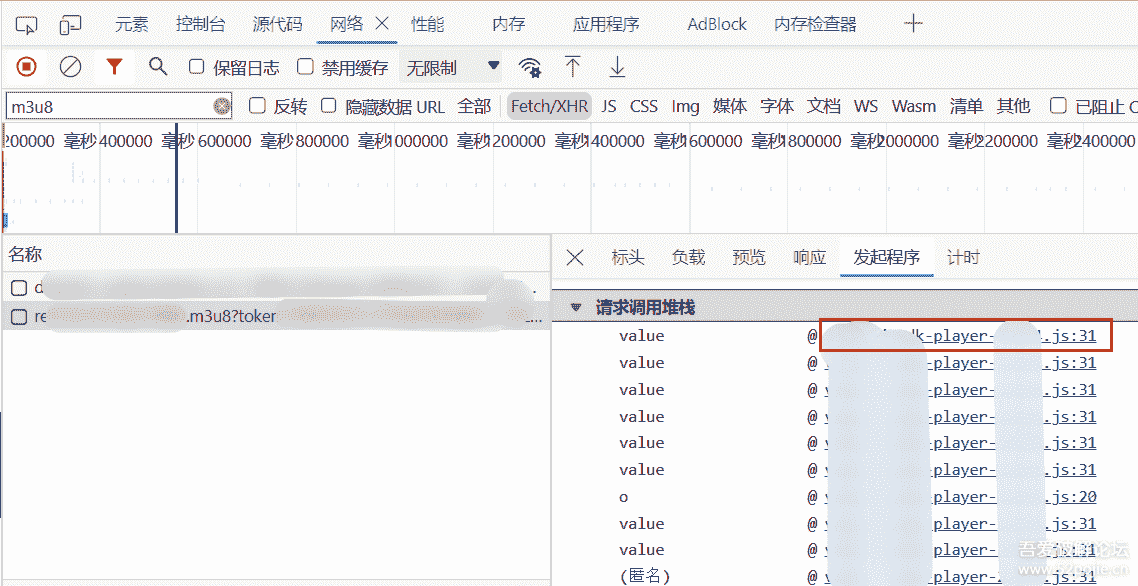 元素 控制台 源代码 网络 性能 内存 应用程序 AdBlock 内存检查器
保留日志 禁用缓存 无限制
m3u8 反转 隐藏数据 URL 全部 Fetch/XHR JS CSS Img 媒体 字体 文档 WS Wasm 清单 其他 已阻止
200000 毫秒 400000 毫秒 600000 毫秒 800000 毫秒 1000000 毫秒 1200000 毫秒 1400000 毫秒 1600000 毫秒 1800000 毫秒 2000000 毫秒 2200000 毫秒 2400000
名称
d
re .m3u8?toker ...
标头 负载 预览 响应 发起程序 计时
请求调用堆栈
value @ -player- .js:31
value @ -player- .js:31
value @ -player- .js:31
value @ -player- .js:31
value @ -player- .js:31
value @ -player- .js:31
o @ -player- .js:20
value @ -player- .js:31
value @ -player- .js:31
(匿名) @ -player- .js:31
吾爱破解论坛
www.52pojie.cn